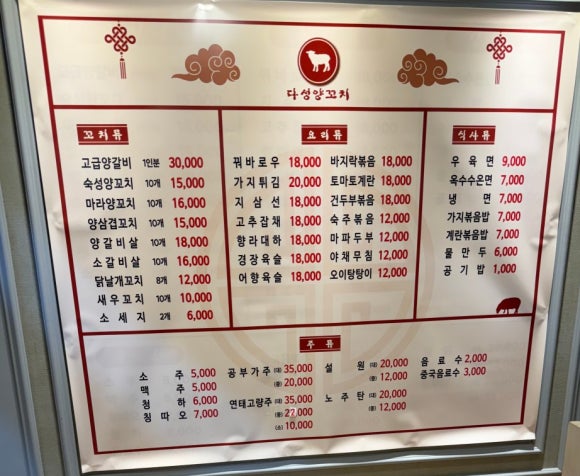 다성양꼬치
꼬치류
고급양갈비 1인분 30,000
숙성양꼬치 10개 15,000
마라양꼬치 10개 16,000
양삼겹꼬치 10개 15,000
양갈비살 10개 18,000
소갈비살 10개 16,000
닭날개꼬치 8개 12,000
새우꼬치 10개 10,000
소세지 2개 6,000
요리류
꿔바로우 18,000
가지튀김 20,000
지삼선 18,000
고추잡채 18,000
향라대하 18,000
경장육슬 18,000
어향육슬 18,000
바지락볶음 18,000
토마토계란 18,000
건두부볶음 18,000
숙주볶음 12,000
마파두부 12,000
야채무침 12,000
오이탕탕이 12,000
식사류
우육면 9,000
옥수수온면 7,000
냉면 7,000
가지볶음밥 7,000
계란볶음밥 7,000
물만두 6,000
공기밥 1,000
주류
소주 5,000
맥주 5,000
청하 6,000
칭따오 7,000
공부가주 (대) 35,000
(중) 20,000
연태고량주 (대) 35,000
(중) 22,000
(소) 10,000
설원 (대) 20,000
(중) 12,000
노주탄 (대) 20,000
(중) 12,000
음료수 2,000
중국음료수 3,000